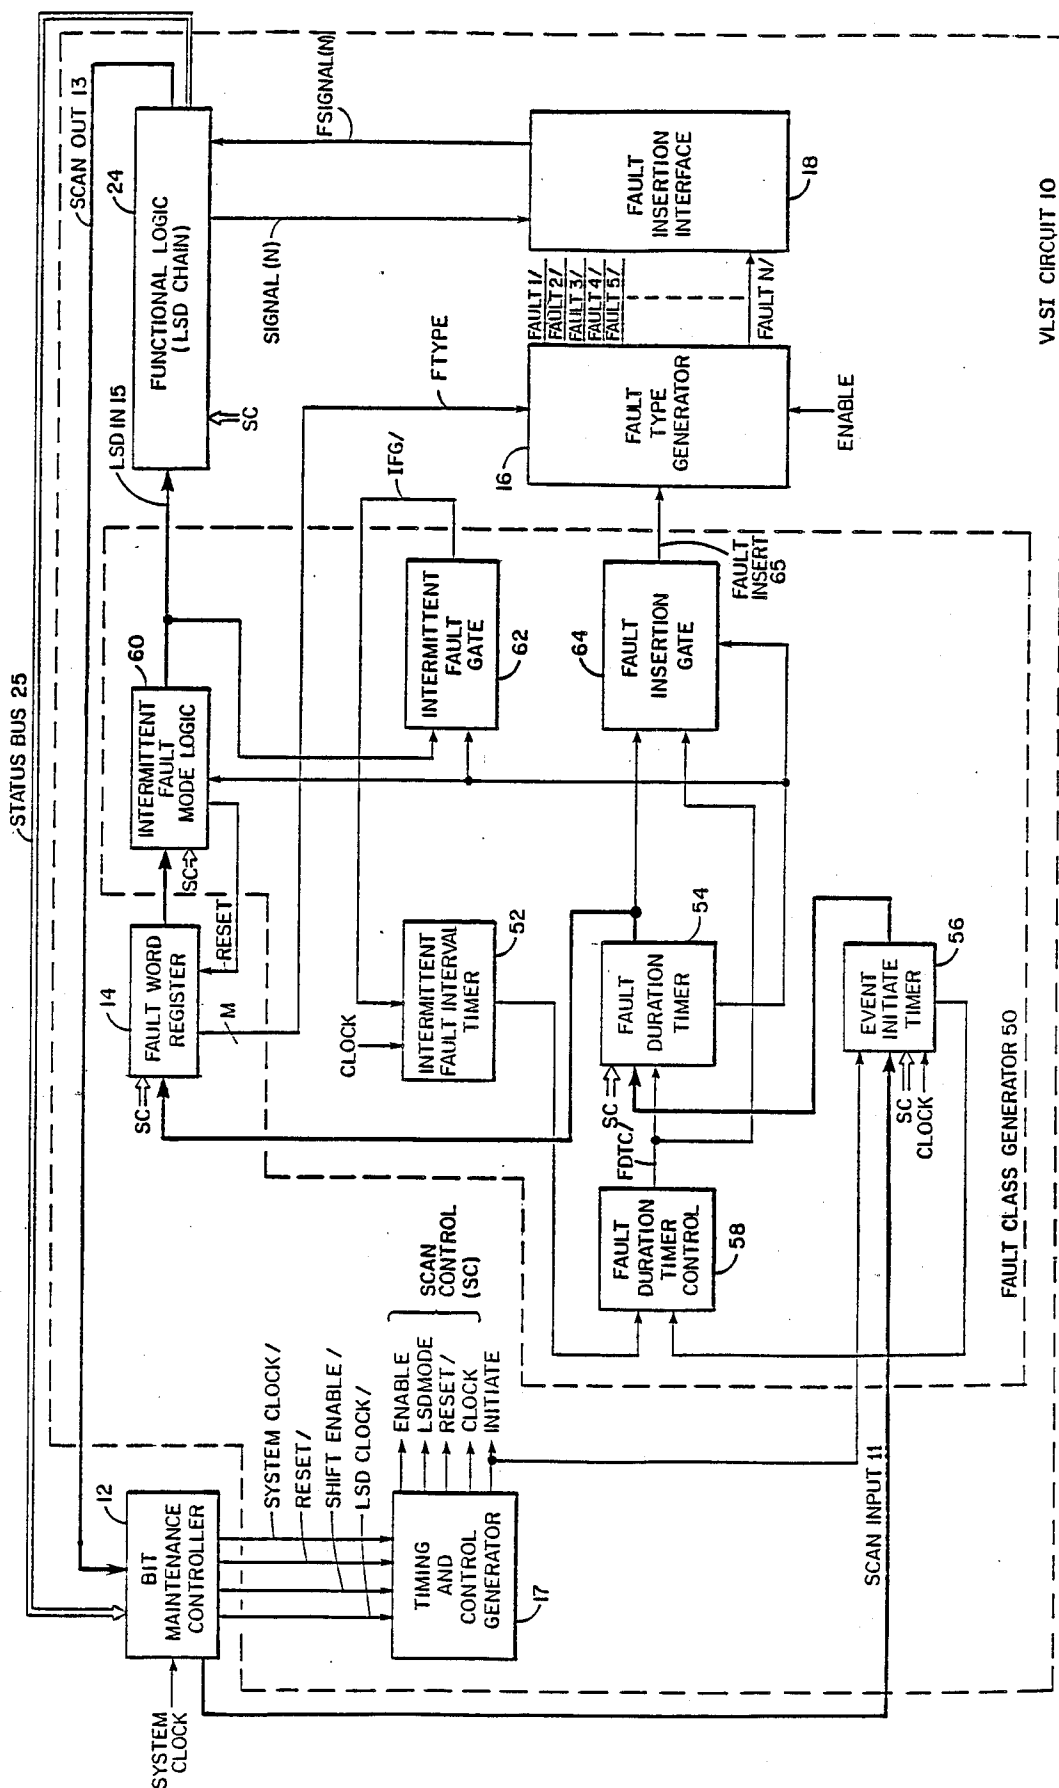 STATUS BUS 25
SCAN OUT 13
SYSTEM
CLOCK
12
BIT
MAINTENANCE
CONTROLLER
SYSTEM CLOCK/
RESET/
SHIFT ENABLE/
LSD CLOCK/
TIMING
AND
CONTROL
GENERATOR
17
ENABLE
LSDMODE
RESET/
CLOCK
INITIATE
SCAN
CONTROL
(SC)
SCAN INPUT 11
14
SC
FAULT WORD
REGISTER
RESET
M
60
INTERMITTENT
FAULT
MODE LOGIC
SC
LSD IN 15
24
FUNCTIONAL LOGIC
(LSD CHAIN)
SC
SIGNAL (N)
FSIGNAL(N)
CLOCK
INTERMITTENT
FAULT INTERVAL
TIMER
52
INTERMITTENT
FAULT
GATE
62
IFG/
FTYPE
FAULT
DURATION
TIMER
CONTROL
58
FDTC/
SC
FAULT
DURATION
TIMER
54
64
FAULT
INSERTION
GATE
FAULT
INSERT
65
16
FAULT
TYPE
GENERATOR
ENABLE
FAULT 1/
FAULT 2/
FAULT 3/
FAULT 4/
FAULT 5/
FAULT N/
FAULT
INSERTION
INTERFACE
18
EVENT
INITIATE
TIMER
56
SC
CLOCK
FAULT CLASS GENERATOR 50
VLSI CIRCUIT 10